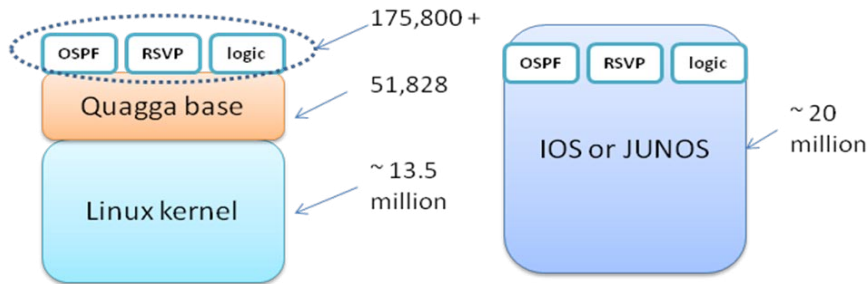 175,800 +
OSPF RSVP logic
Quagga base
51,828
Linux kernel
~ 13.5
million
OSPF RSVP logic
IOS or JUNOS
~ 20
million